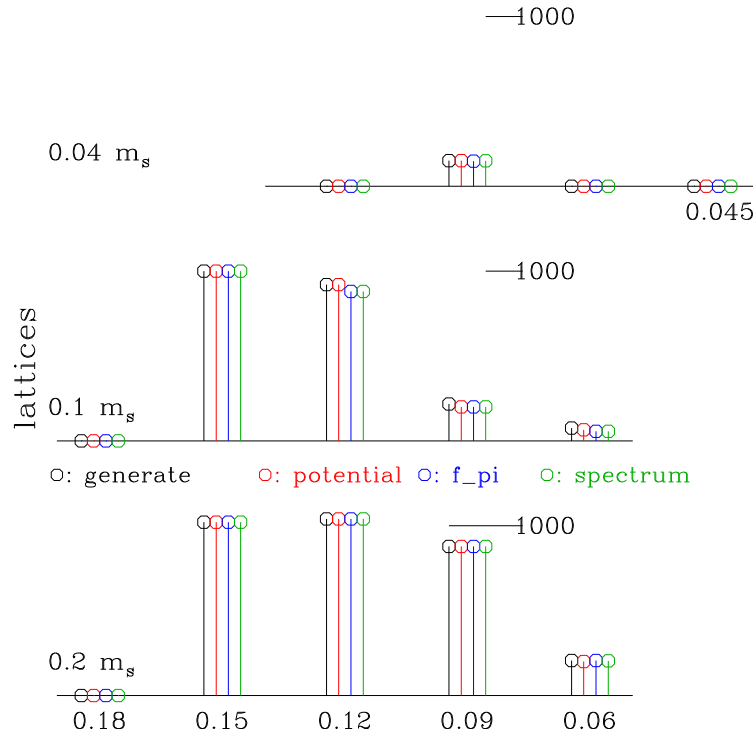 1000
0.04 m_s
0.045
1000
lattices
0.1 m_s
: generate : potential : f_pi : spectrum
1000
0.2 m_s
0.18 0.15 0.12 0.09 0.06